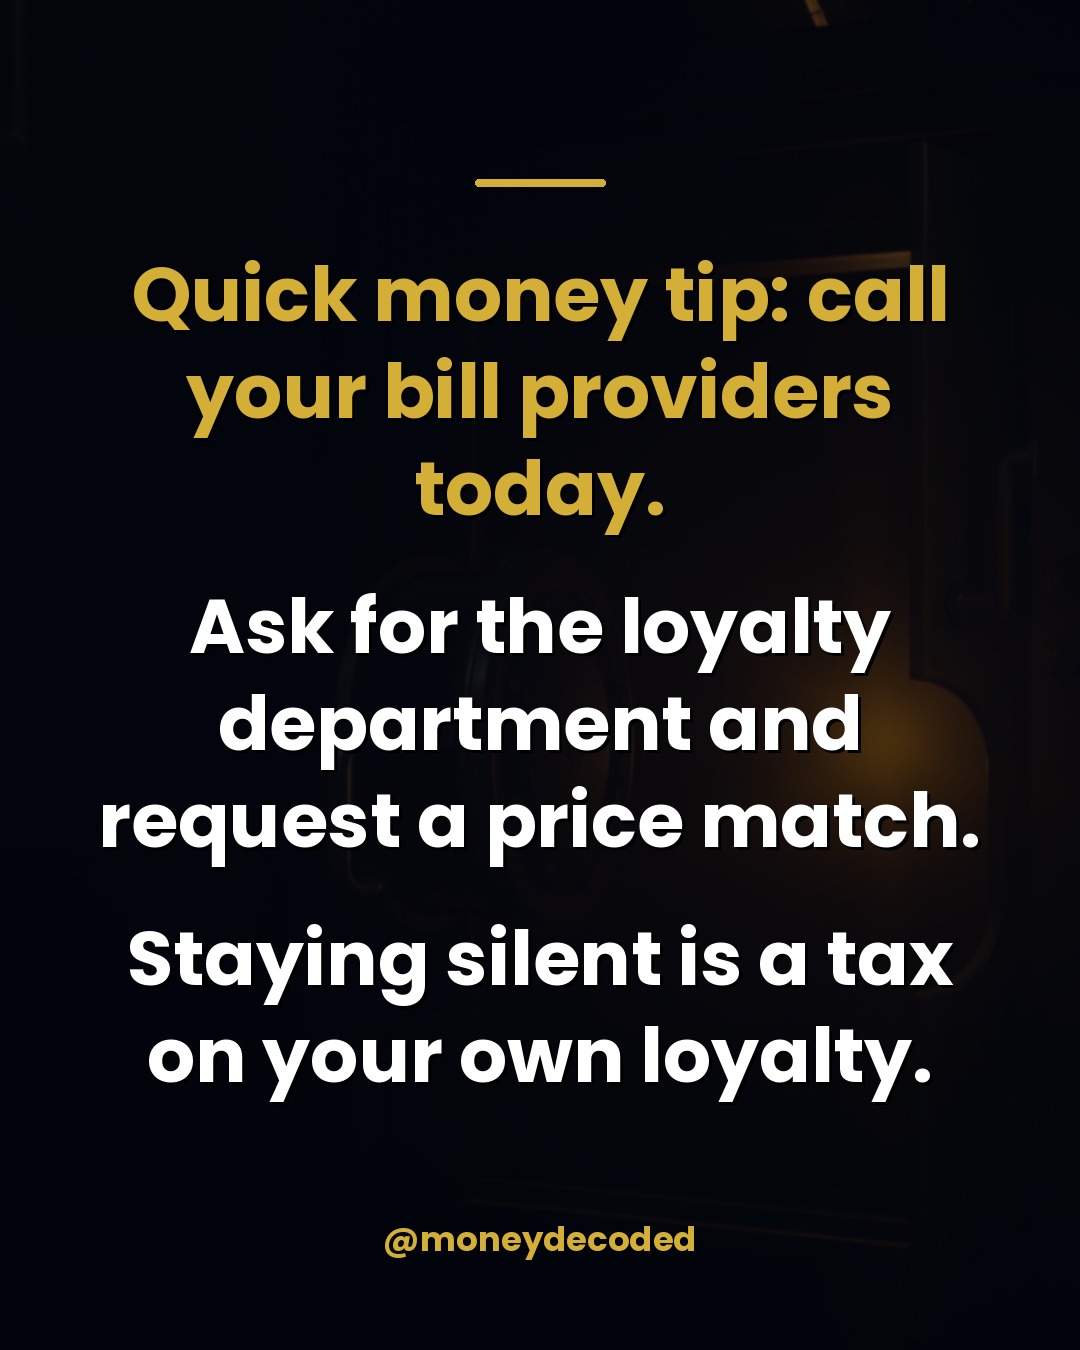 Quick money tip: call
your bill providers
today.
Ask for the loyalty
department and
request a price match.
Staying silent is a tax
on your own loyalty.
@moneydecoded